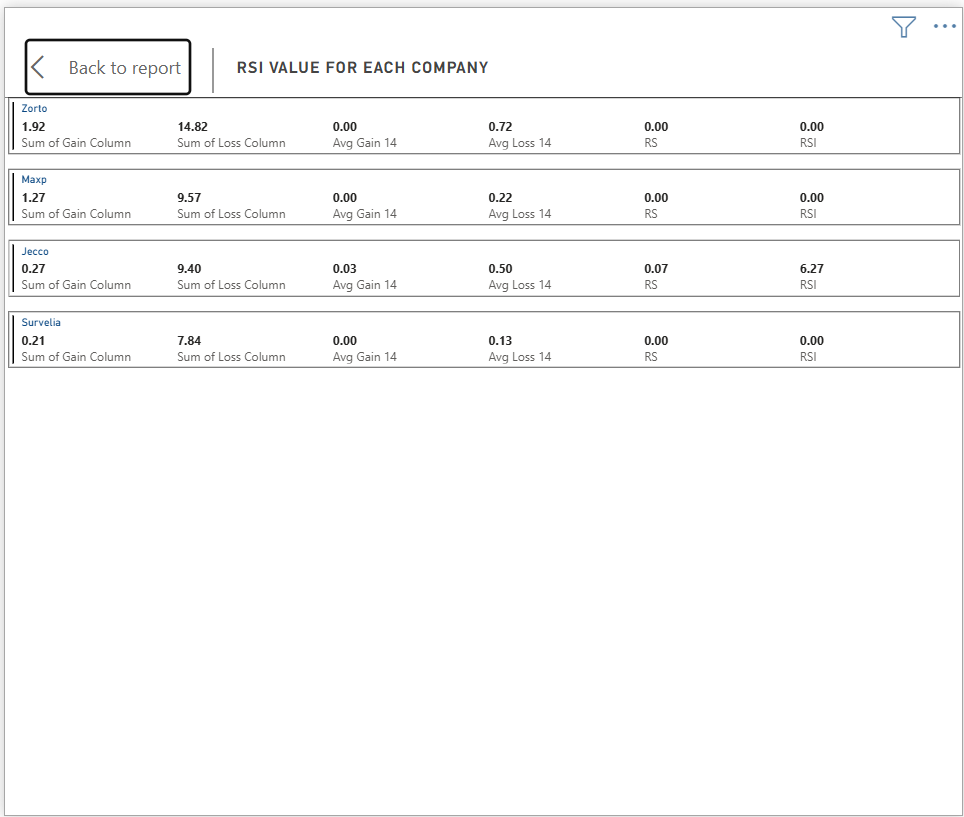 Back to report
RSI VALUE FOR EACH COMPANY
Zorto
1.92 14.82 0.00 0.72 0.00 0.00
Sum of Gain Column Sum of Loss Column Avg Gain 14 Avg Loss 14 RS RSI
Maxp
1.27 9.57 0.00 0.22 0.00 0.00
Sum of Gain Column Sum of Loss Column Avg Gain 14 Avg Loss 14 RS RSI
Jecco
0.27 9.40 0.03 0.50 0.07 6.27
Sum of Gain Column Sum of Loss Column Avg Gain 14 Avg Loss 14 RS RSI
Survelia
0.21 7.84 0.00 0.13 0.00 0.00
Sum of Gain Column Sum of Loss Column Avg Gain 14 Avg Loss 14 RS RSI